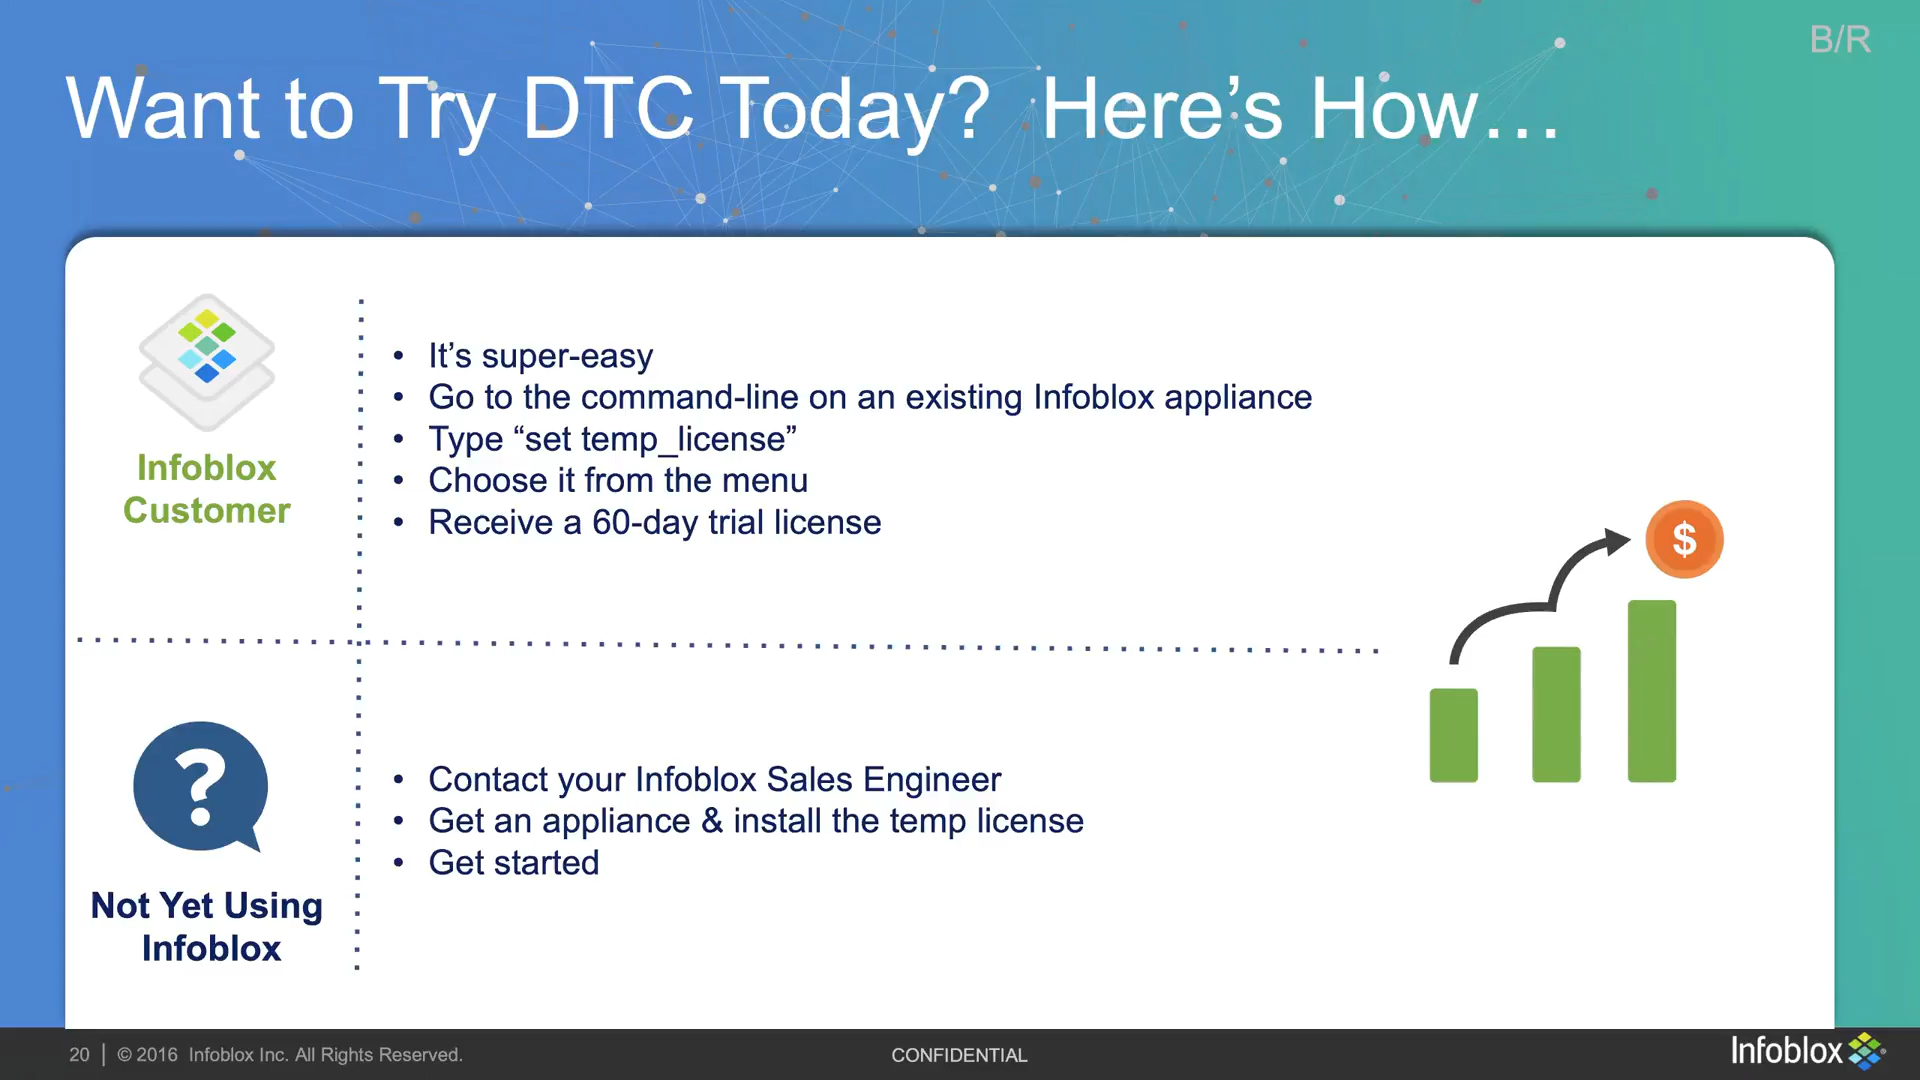 B/R
Want to Try DTC Today?  Here’s How…
Infoblox
Customer
• It’s super-easy
• Go to the command-line on an existing Infoblox appliance
• Type “set temp_license”
• Choose it from the menu
• Receive a 60-day trial license
$
?
Not Yet Using
Infoblox
• Contact your Infoblox Sales Engineer
• Get an appliance & install the temp license
• Get started
20 | © 2016 Infoblox Inc. All Rights Reserved.
CONFIDENTIAL
Infoblox